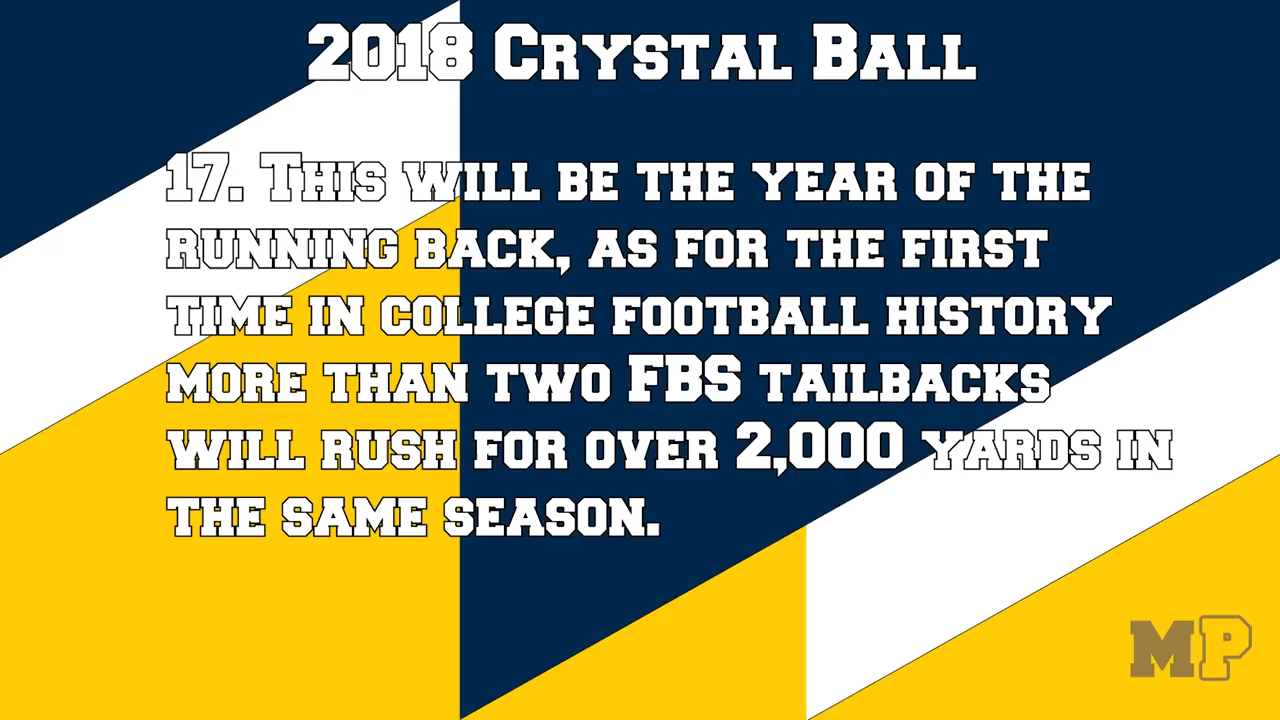 2018 Crystal Ball
17. This will be the year of the
running back, as for the first
time in college football history
more than two FBS tailbacks
will rush for over 2,000 yards in
the same season.
MP